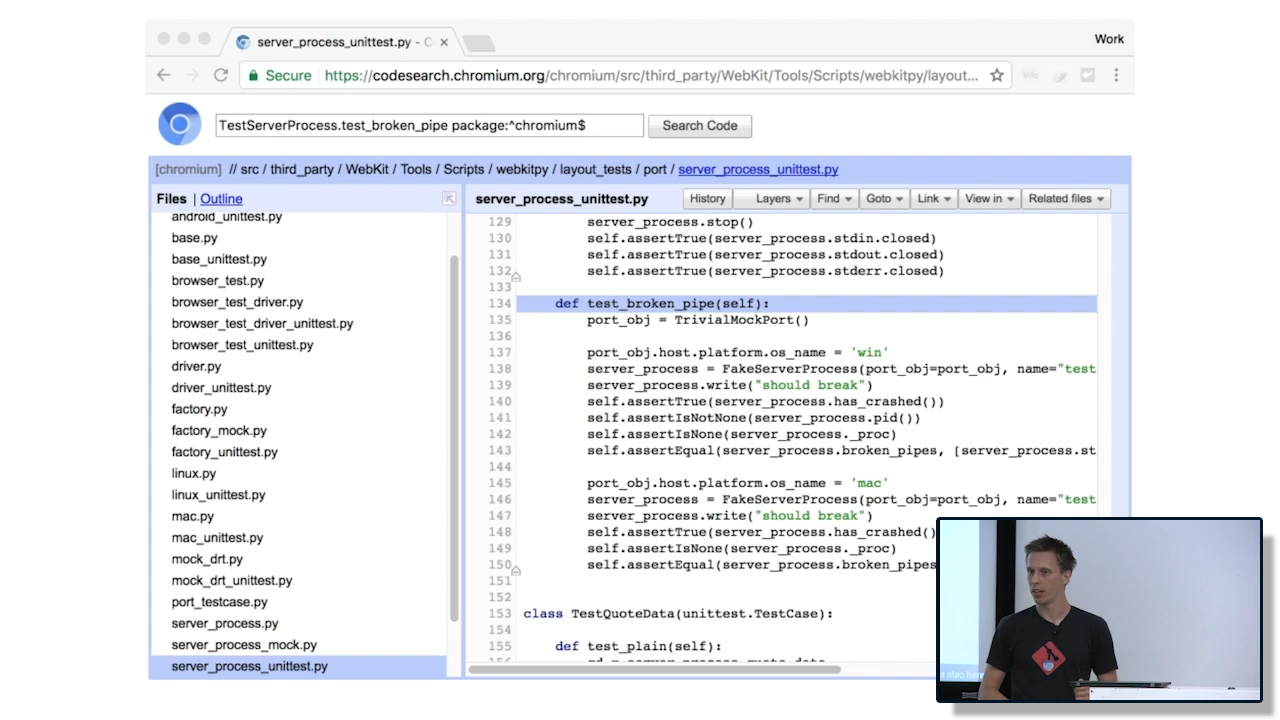 server_process_unittest.py - C ×
Work
Secure https://codesearch.chromium.org/chromium/src/third_party/WebKit/Tools/Scripts/webkitpy/layout...
TestServerProcess.test_broken_pipe package:^chromium$
Search Code
[chromium] // src / third_party / WebKit / Tools / Scripts / webkitpy / layout_tests / port / server_process_unittest.py
Files | Outline
android_unittest.py
base.py
base_unittest.py
browser_test.py
browser_test_driver.py
browser_test_driver_unittest.py
browser_test_unittest.py
driver.py
driver_unittest.py
factory.py
factory_mock.py
factory_unittest.py
linux.py
linux_unittest.py
mac.py
mac_unittest.py
mock_drt.py
mock_drt_unittest.py
port_testcase.py
server_process.py
server_process_mock.py
server_process_unittest.py
server_process_unittest.py
History Layers Find Goto Link View in Related files
129 server_process.stop()
130 self.assertTrue(server_process.stdin.closed)
131 self.assertTrue(server_process.stdout.closed)
132 self.assertTrue(server_process.stderr.closed)
133
134 def test_broken_pipe(self):
135 port_obj = TrivialMockPort()
136
137 port_obj.host.platform.os_name = 'win'
138 server_process = FakeServerProcess(port_obj=port_obj, name="test
139 server_process.write("should break")
140 self.assertTrue(server_process.has_crashed())
141 self.assertIsNotNone(server_process.pid())
142 self.assertIsNone(server_process._proc)
143 self.assertEqual(server_process.broken_pipes, [server_process.st
144
145 port_obj.host.platform.os_name = 'mac'
146 server_process = FakeServerProcess(port_obj=port_obj, name="test
147 server_process.write("should break")
148 self.assertTrue(server_process.has_crashed()
149 self.assertIsNone(server_process._proc)
150 self.assertEqual(server_process.broken_pipes
151
152
153 class TestQuoteData(unittest.TestCase):
154
155 def test_plain(self):